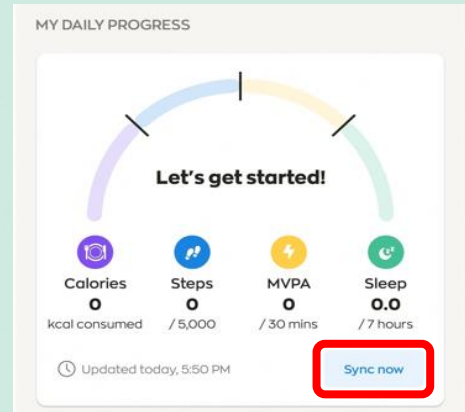 MY DAILY PROGRESS
Let's get started!
Calories Steps MVPA Sleep
0 0 0 0.0
kcal consumed / 5,000 / 30 mins / 7 hours
Updated today, 5:50 PM Sync now